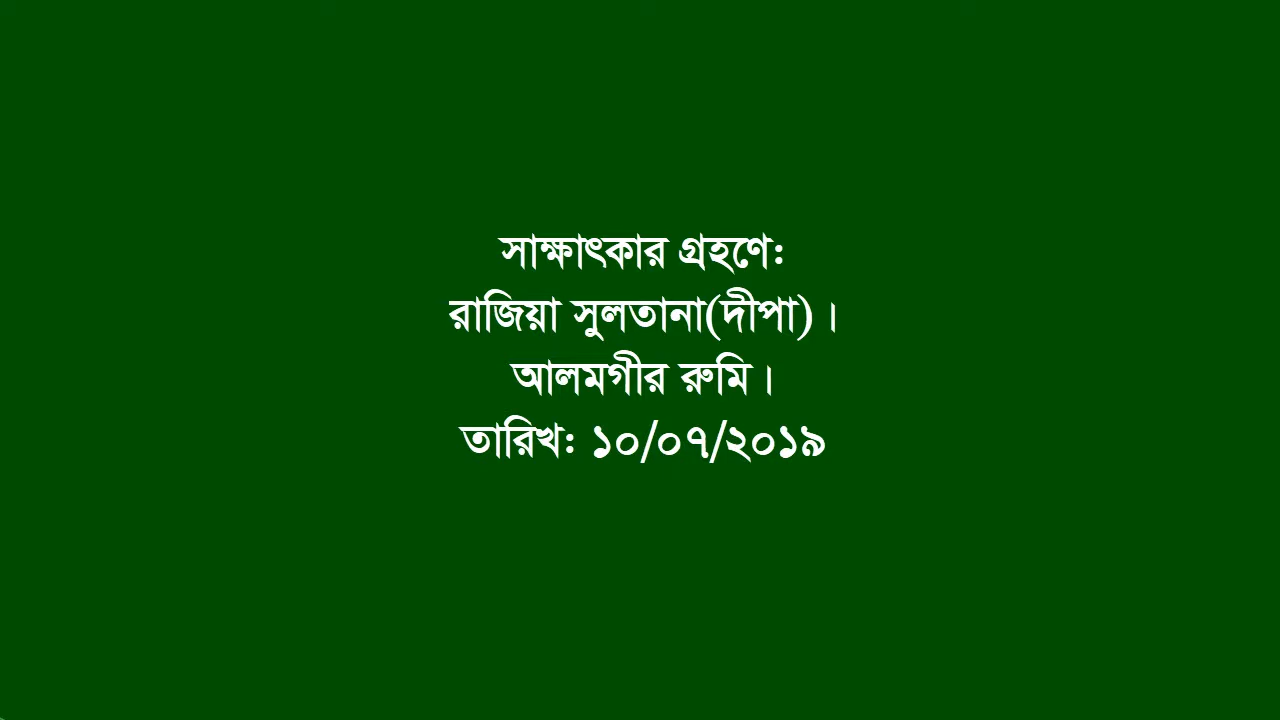 সাক্ষাৎকার গ্রহণে:
রাজিয়া সুলতানা(দীপা)।
আলমগীর রুমি।
তারিখ: ১০/০৭/২০১৯